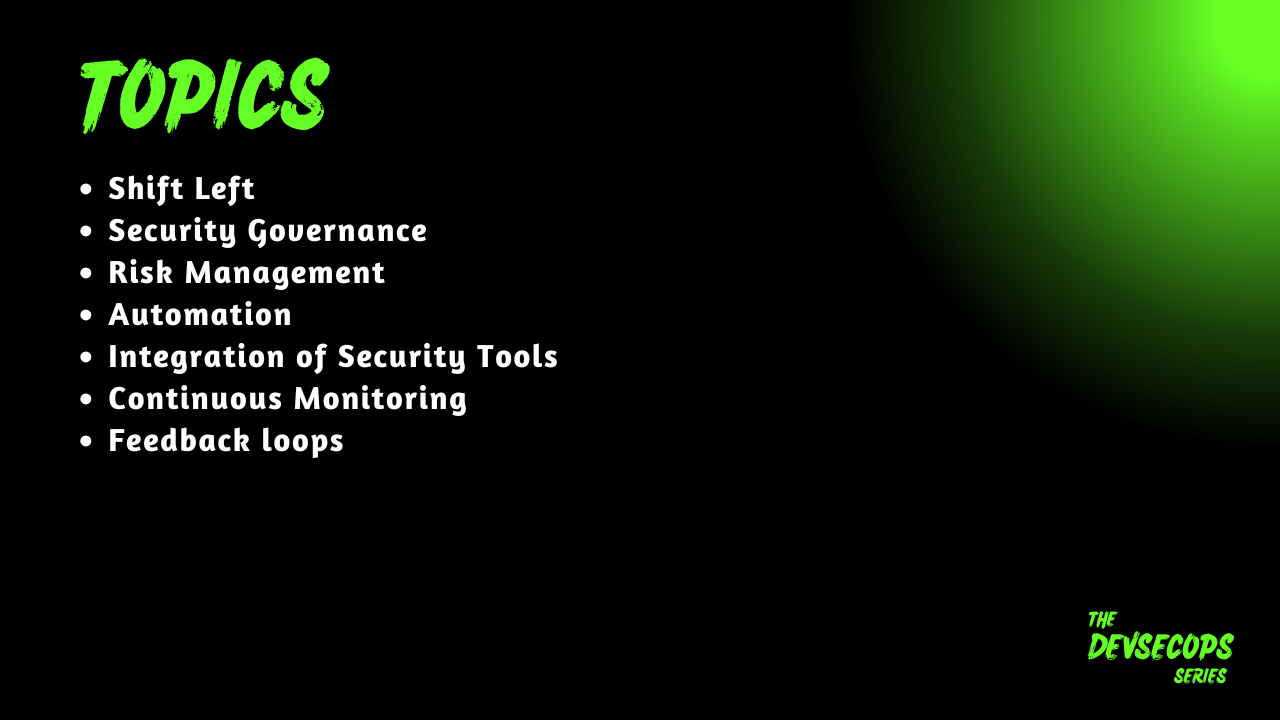 TOPICS
• Shift Left
• Security Governance
• Risk Management
• Automation
• Integration of Security Tools
• Continuous Monitoring
• Feedback loops
THE
DEVSECOPS
SERIES